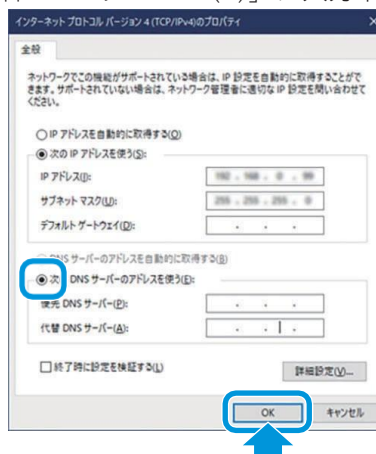 インターネット プロトコル バージョン 4 (TCP/IPv4)のプロパティ
全般
ネットワークでこの機能がサポートされている場合は、IP 設定を自動的に取得することがで
きます。サポートされていない場合は、ネットワーク管理者に適切な IP 設定を問い合わせて
ください。
IP アドレスを自動的に取得する(O)
次の IP アドレスを使う(S):
IP アドレス(I): 192 . 168 . 0 . 99
サブネット マスク(U): 255 . 255 . 255 . 0
デフォルト ゲートウェイ(D): . . .
DNS サーバーのアドレスを自動的に取得する(B)
次 DNS サーバーのアドレスを使う(E):
優先 DNS サーバー(P): . . .
代替 DNS サーバー(A): . . .
終了時に設定を検証する(L)
詳細設定(V)...
OK キャンセル